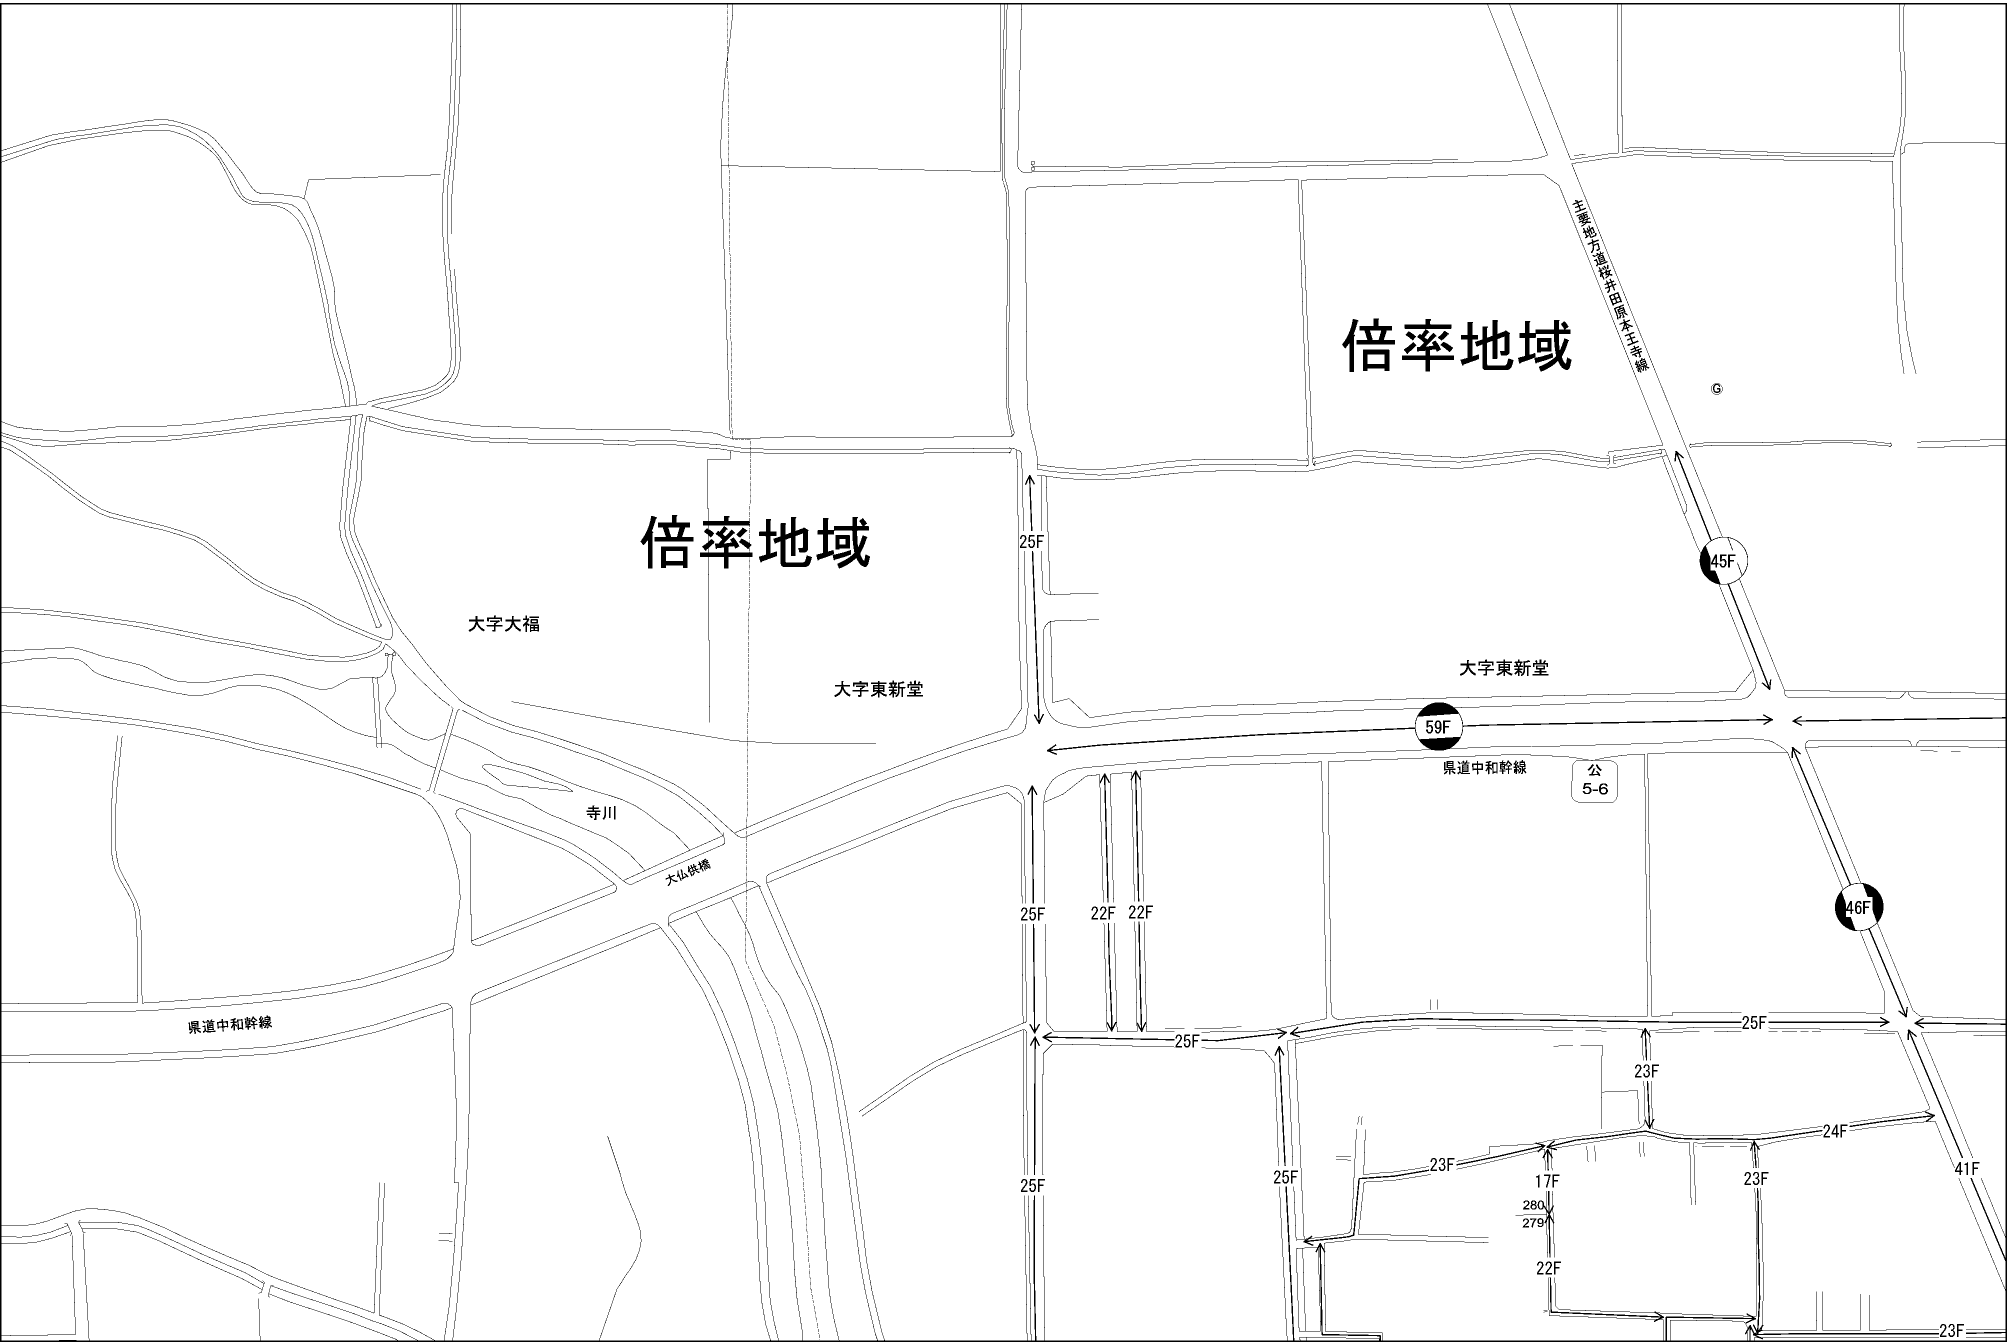 主要地方道桜井田原本王寺線
倍率地域
G
倍率地域
25F
45F
大字大福
大字東新堂
大字東新堂
59F
県道中和幹線
公
5-6
寺川
大仏供橋
25F
22F
22F
46F
県道中和幹線
25F
25F
23F
24F
23F
41F
25F
25F
17F
23F
280
279
22F
23F